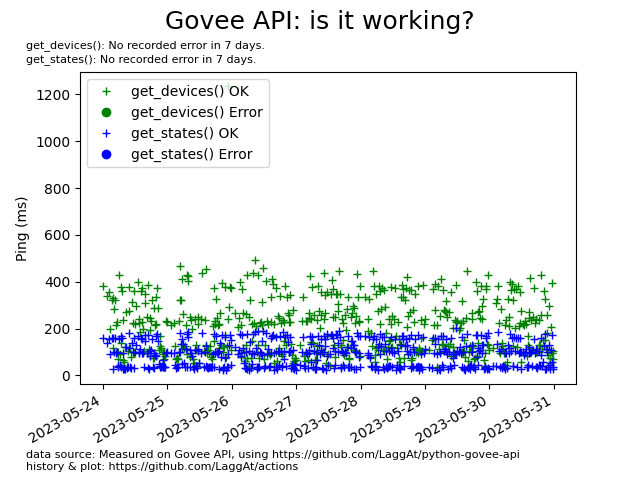 Govee API: is it working?
get_devices(): No recorded error in 7 days.
get_states(): No recorded error in 7 days.
get_devices() OK
get_devices() Error
get_states() OK
get_states() Error
Ping (ms)
1200
1000
800
600
400
200
0
2023-05-24
2023-05-25
2023-05-26
2023-05-27
2023-05-28
2023-05-29
2023-05-30
2023-05-31
data source: Measured on Govee API, using https://github.com/LaggAt/python-govee-api
history & plot: https://github.com/LaggAt/actions